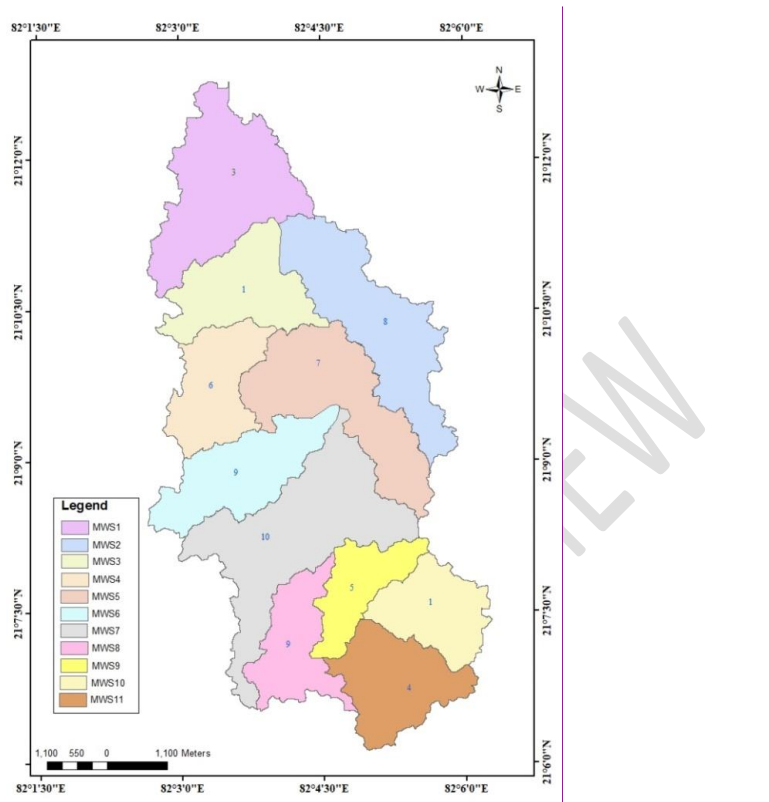 82°1'30"E 82°3'0"E 82°4'30"E 82°6'0"E
N
W E
S
21°12'0"N 21°12'0"N
3
1
21°10'30"N 21°10'30"N
8
7
6
21°9'0"N 21°9'0"N
9
10
5
1
21°7'30"N 21°7'30"N
9
4
Legend
MWS1
MWS2
MWS3
MWS4
MWS5
MWS6
MWS7
MWS8
MWS9
MWS10
MWS11
1,100 550 0 1,100 Meters
21°6'0"N
82°1'30"E 82°3'0"E 82°4'30"E 82°6'0"E
EW